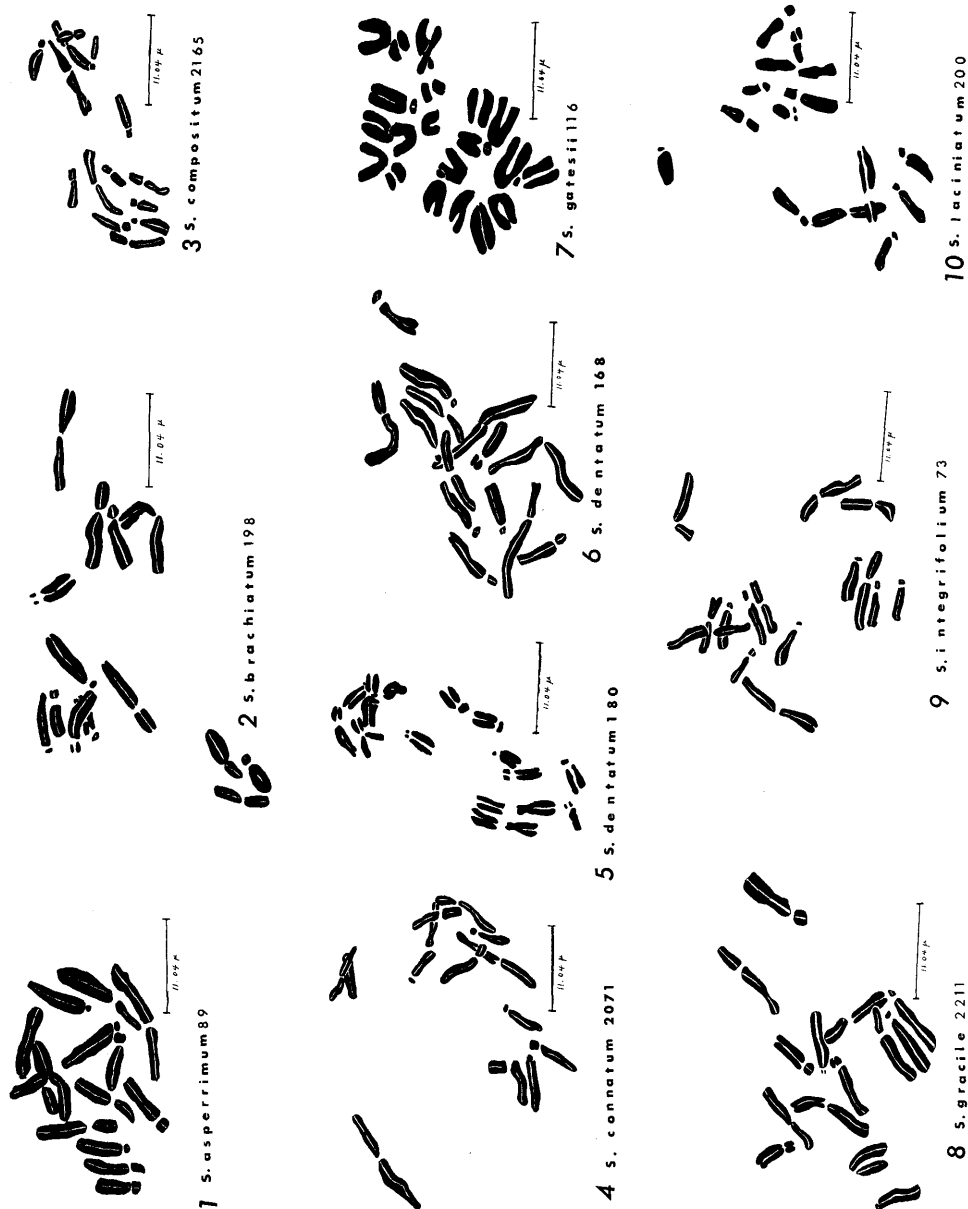 1 S. asperrimum 89
11.04 μ
2 S. brachiatum 198
11.04 μ
3 S. compositum 2165
11.04 μ
4 S. connatum 2071
11.04 μ
5 S. dentatum 180
11.04 μ
6 S. dentatum 168
11.04 μ
7 S. gatesii 116
11.04 μ
8 S. gracile 2211
11.04 μ
9 S. integrifolium 73
11.04 μ
10 S. laciniatum 200
11.04 μ